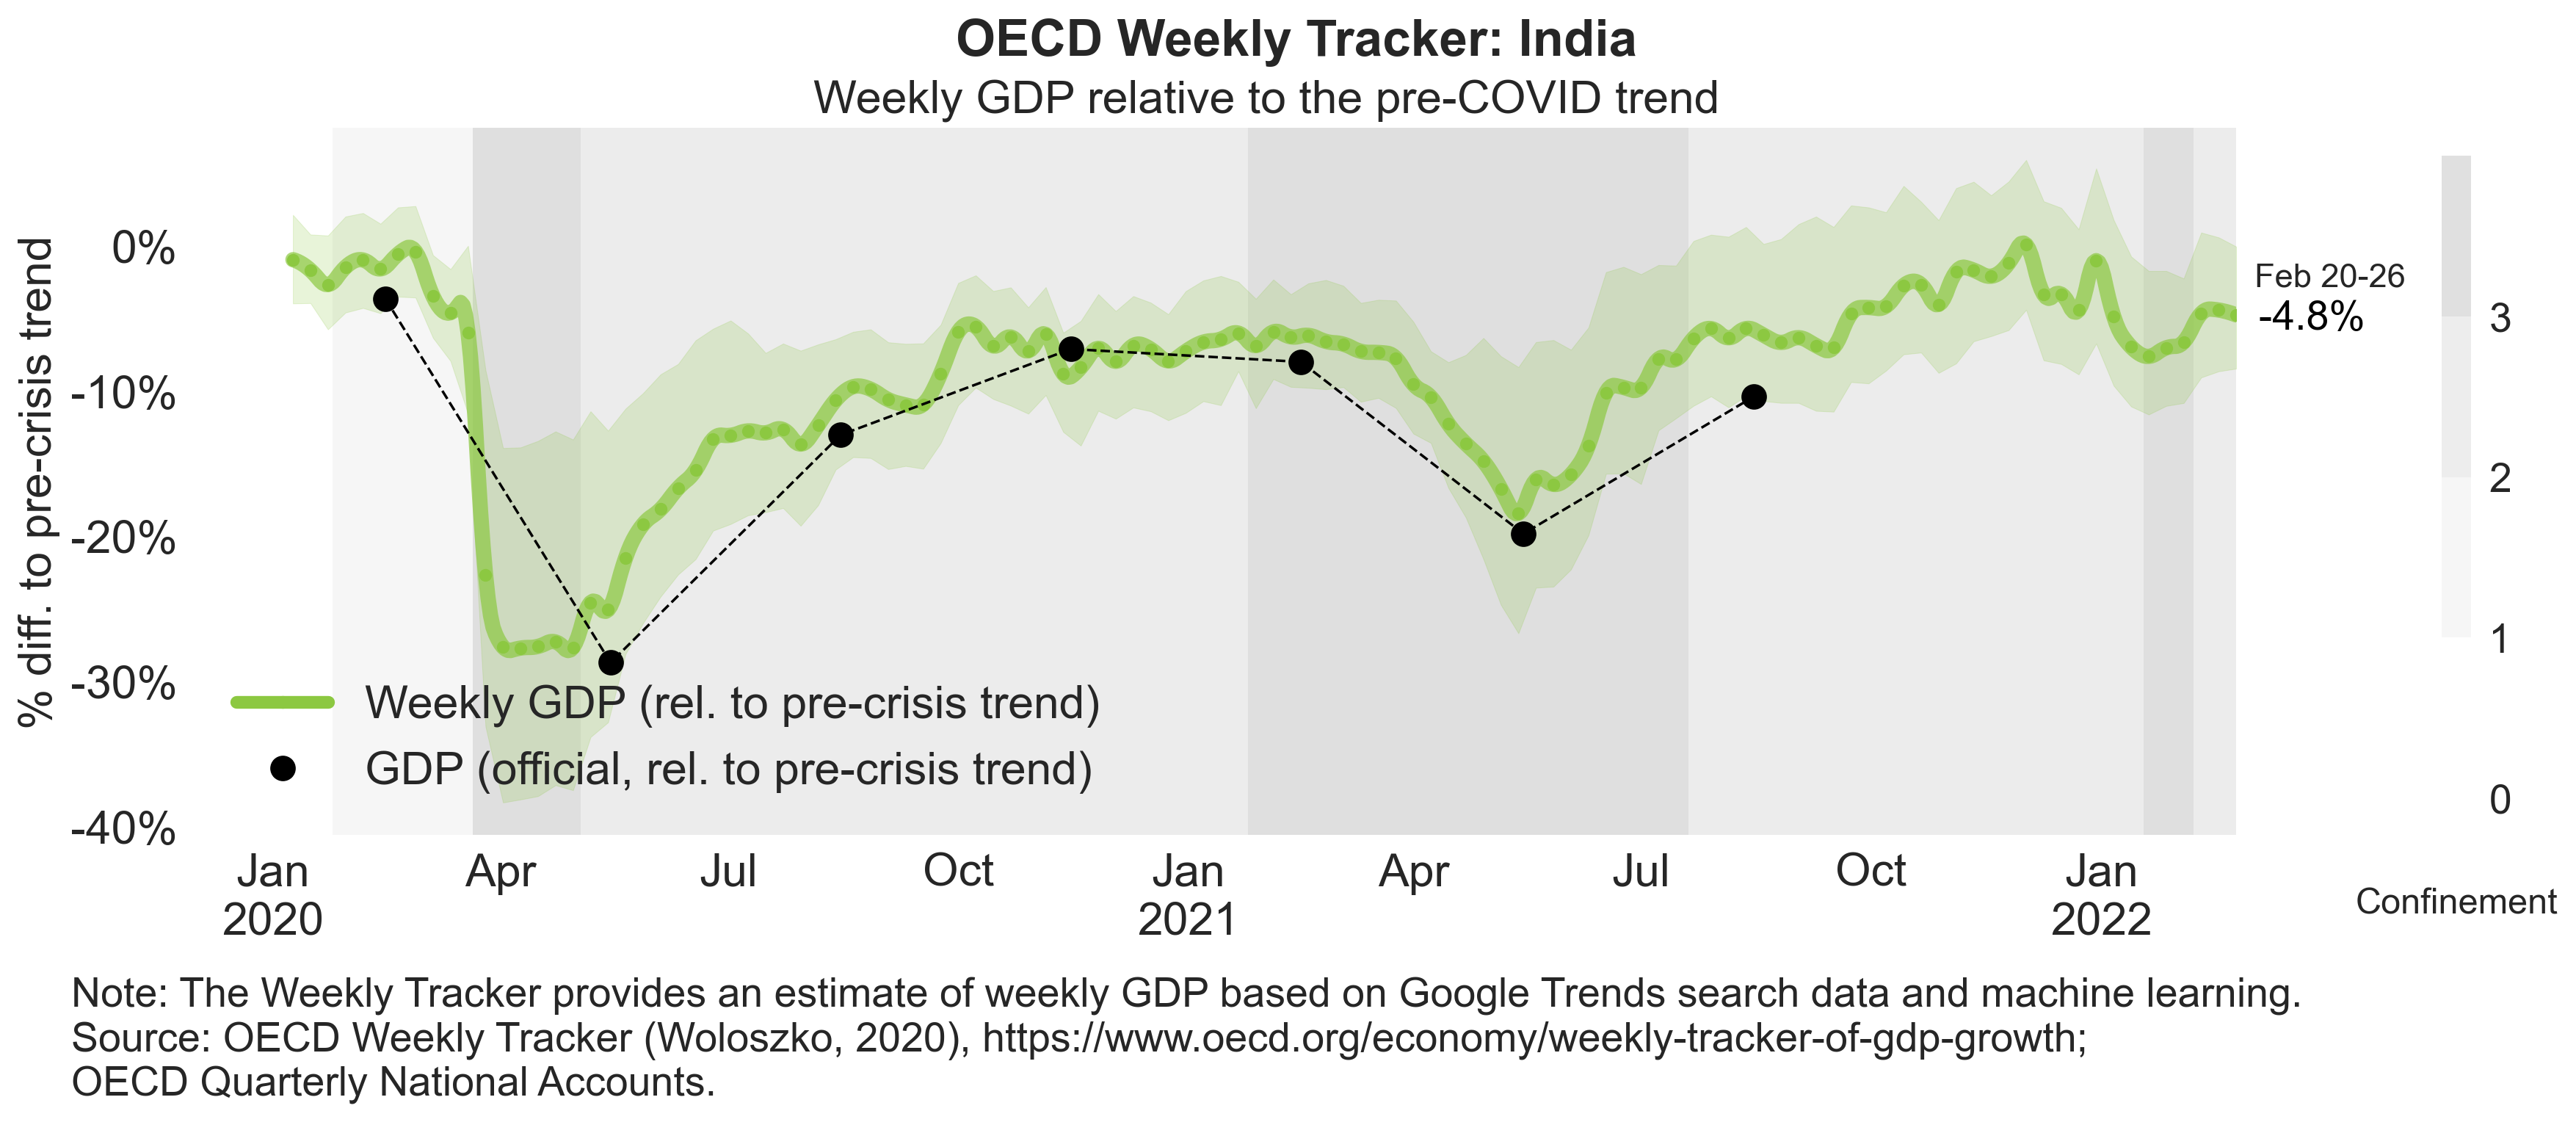 OECD Weekly Tracker: India
Weekly GDP relative to the pre-COVID trend
% diff. to pre-crisis trend
0%
-10%
-20%
-30%
-40%
Feb 20-26
-4.8%
Weekly GDP (rel. to pre-crisis trend)
GDP (official, rel. to pre-crisis trend)
3
2
1
0
Confinement
Jan Apr Jul Oct Jan Apr Jul Oct Jan
2020 2021 2022
Note: The Weekly Tracker provides an estimate of weekly GDP based on Google Trends search data and machine learning.
Source: OECD Weekly Tracker (Woloszko, 2020), https://www.oecd.org/economy/weekly-tracker-of-gdp-growth;
OECD Quarterly National Accounts.